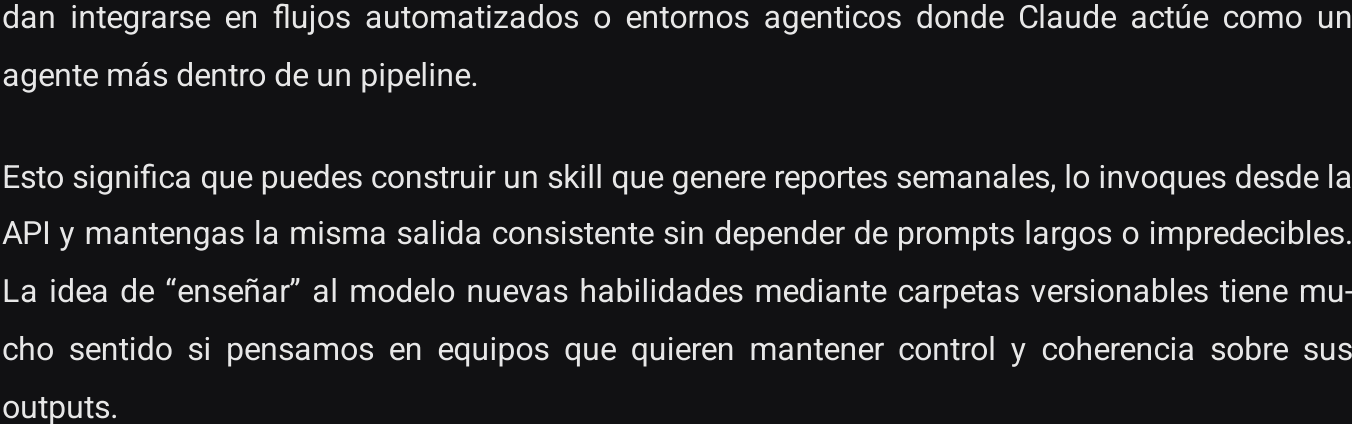 dan integrarse en flujos automatizados o entornos agenticos donde Claude actúe como un
agente más dentro de un pipeline.
Esto significa que puedes construir un skill que genere reportes semanales, lo invoques desde la
API y mantengas la misma salida consistente sin depender de prompts largos o impredecibles.
La idea de “enseñar” al modelo nuevas habilidades mediante carpetas versionables tiene mu-
cho sentido si pensamos en equipos que quieren mantener control y coherencia sobre sus
outputs.